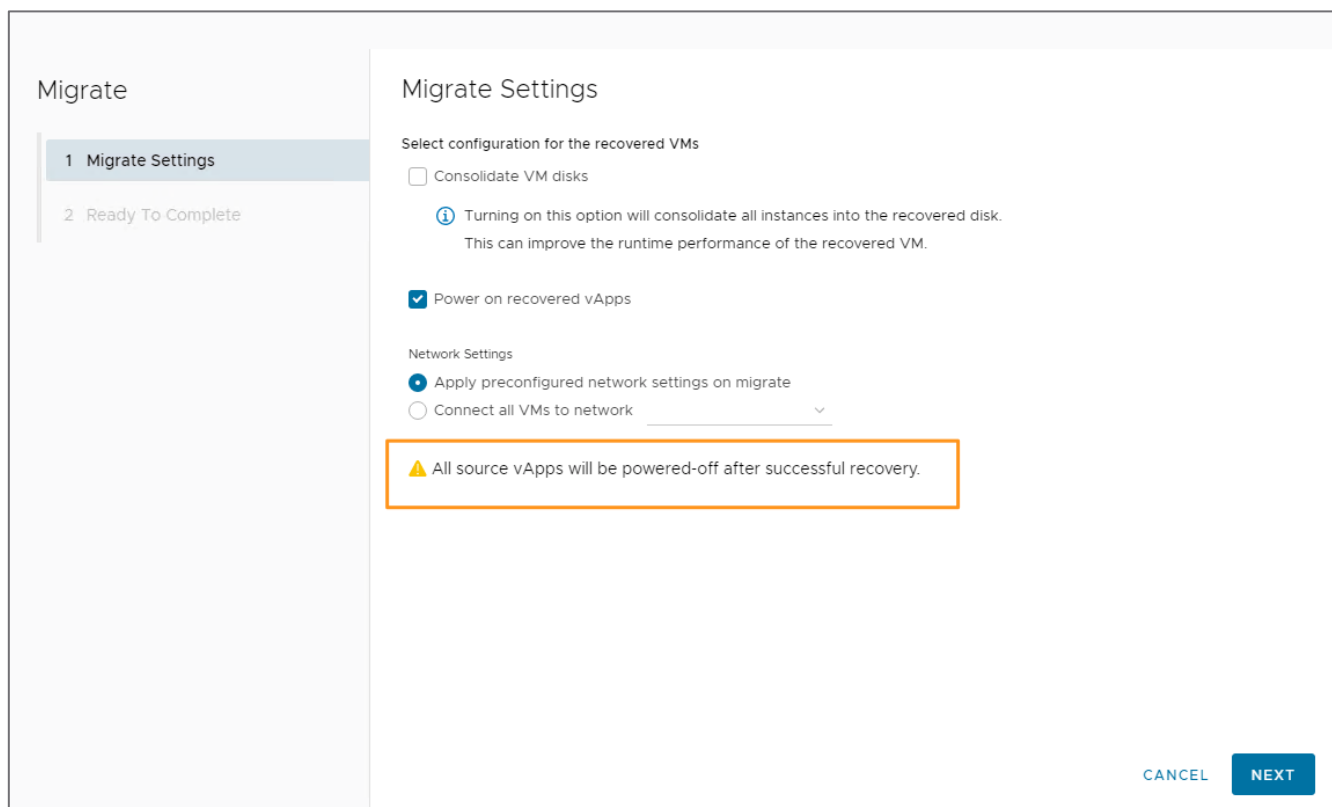 Migrate
1 Migrate Settings
2 Ready To Complete
Migrate Settings
Select configuration for the recovered VMs
Consolidate VM disks
Turning on this option will consolidate all instances into the recovered disk.
This can improve the runtime performance of the recovered VM.
Power on recovered vApps
Network Settings
Apply preconfigured network settings on migrate
Connect all VMs to network
All source vApps will be powered-off after successful recovery.
CANCEL NEXT